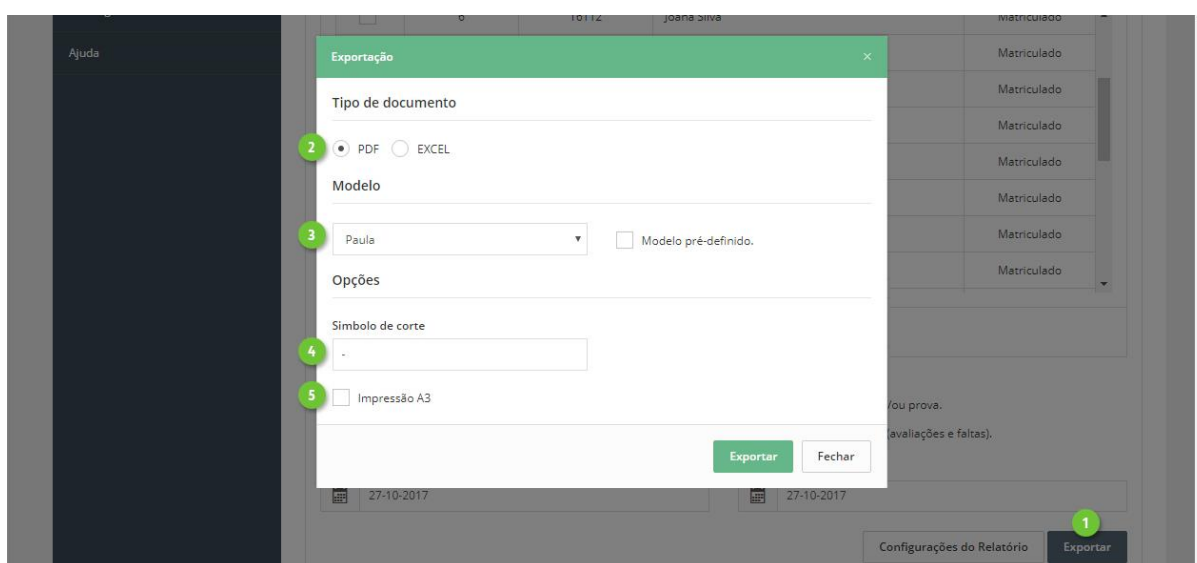 6 16112 Joana Silva Matriculado
Ajuda
Exportação ×
Matriculado
Tipo de documento
Matriculado
Matriculado
2 PDF EXCEL
Matriculado
Modelo
Matriculado
3 Paula Modelo pré-definido.
Matriculado
Opções
Matriculado
Simbolo de corte
4 -
5 Impressão A3
/ou prova.
(avaliações e faltas).
Exportar Fechar
27-10-2017 27-10-2017
1
Configurações do Relatório Exportar